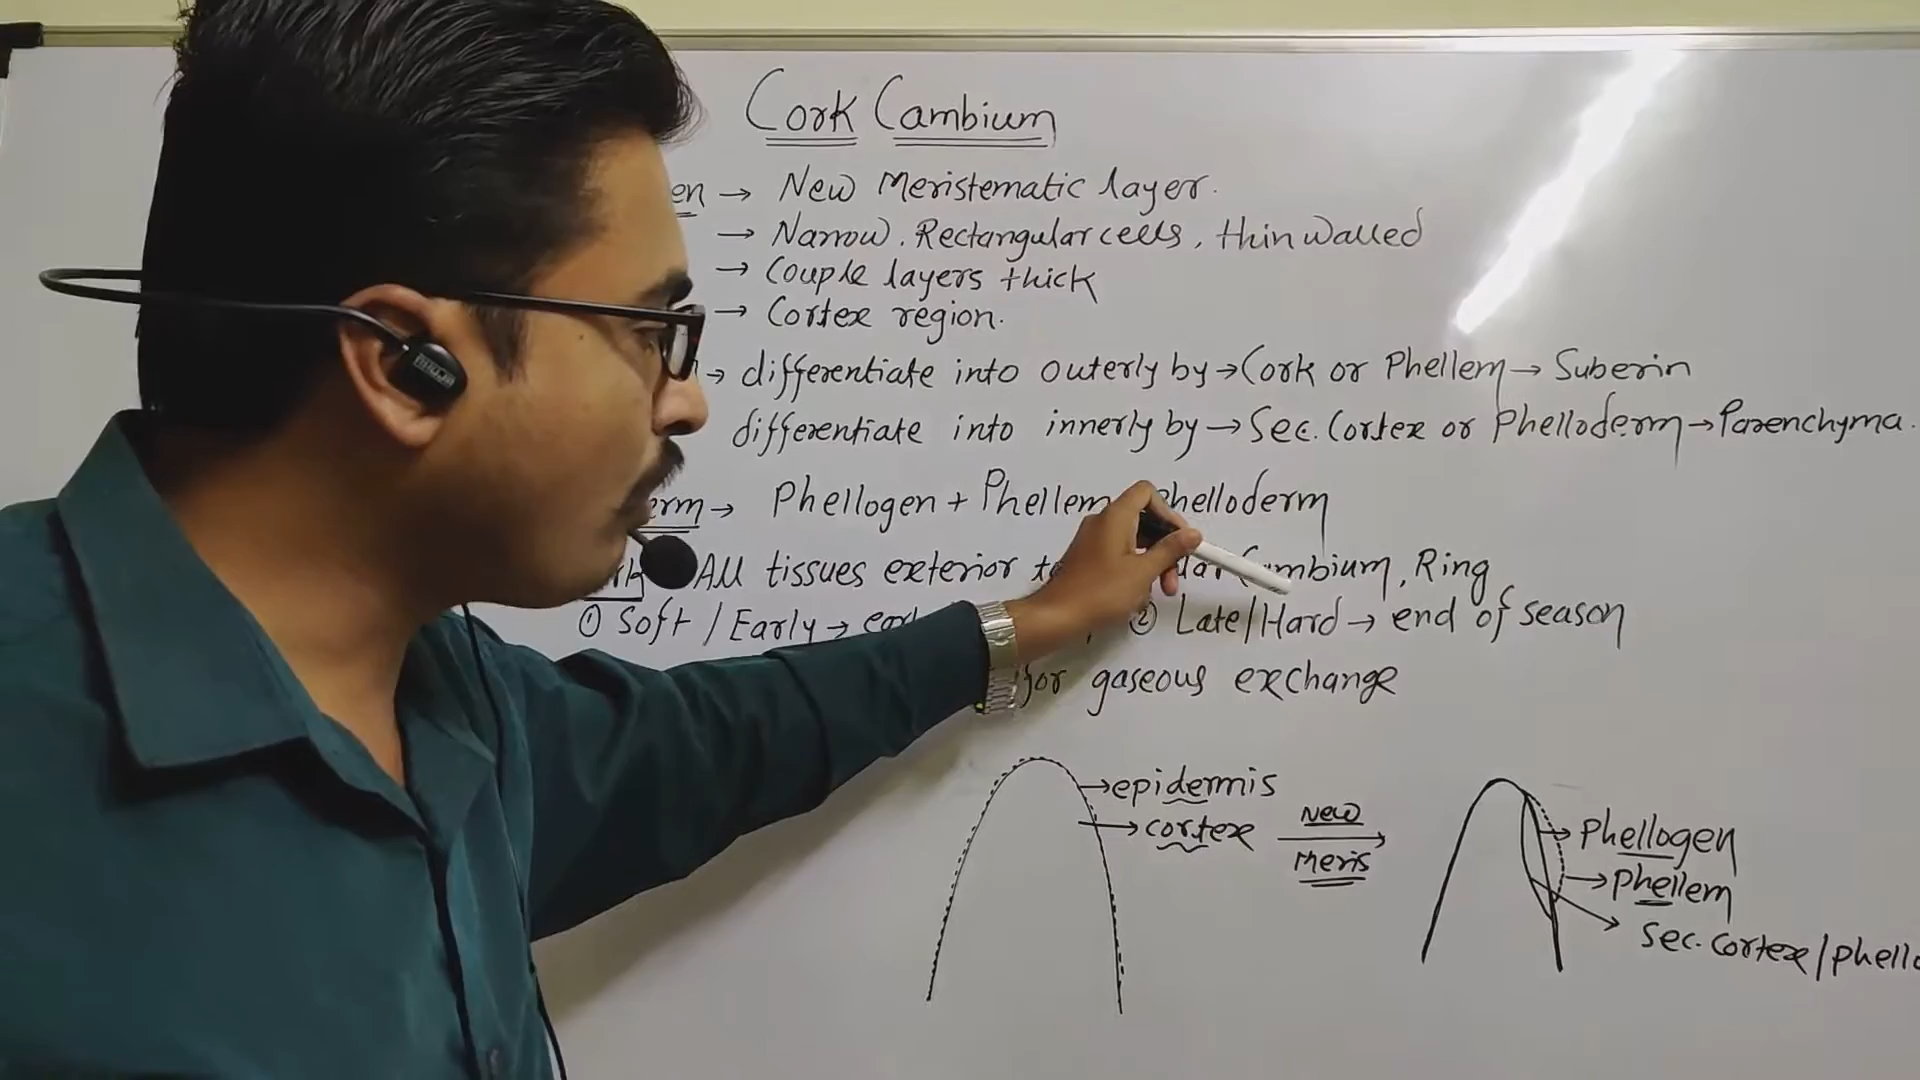 Cork Cambium
en → New Meristematic layer.
→ Narrow. Rectangular cells, thin walled
→ Couple layers thick
→ Cortex region.
→ differentiate into outerly by → Cork or Phellem → Suberin
differentiate into innerly by → Sec. Cortex or Phelloderm → Parenchyma.
erm → Phellogen + Phellem Phelloderm
All tissues exterior Cambium, Ring
① Soft / Early → ② Late/Hard → end of season
for gaseous exchange
→ epidermis
→ cortex
New
Meris
→ Phellogen
→ Phellem
Sec. cortex/phello